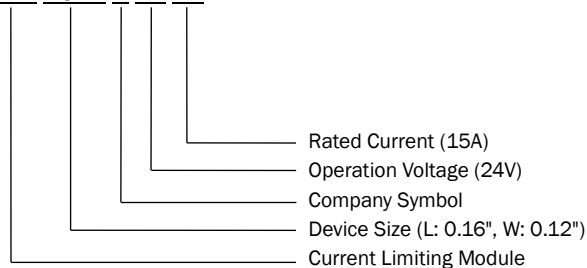 Rated Current (15A)
Operation Voltage (24V)
Company Symbol
Device Size (L: 0.16", W: 0.12")
Current Limiting Module